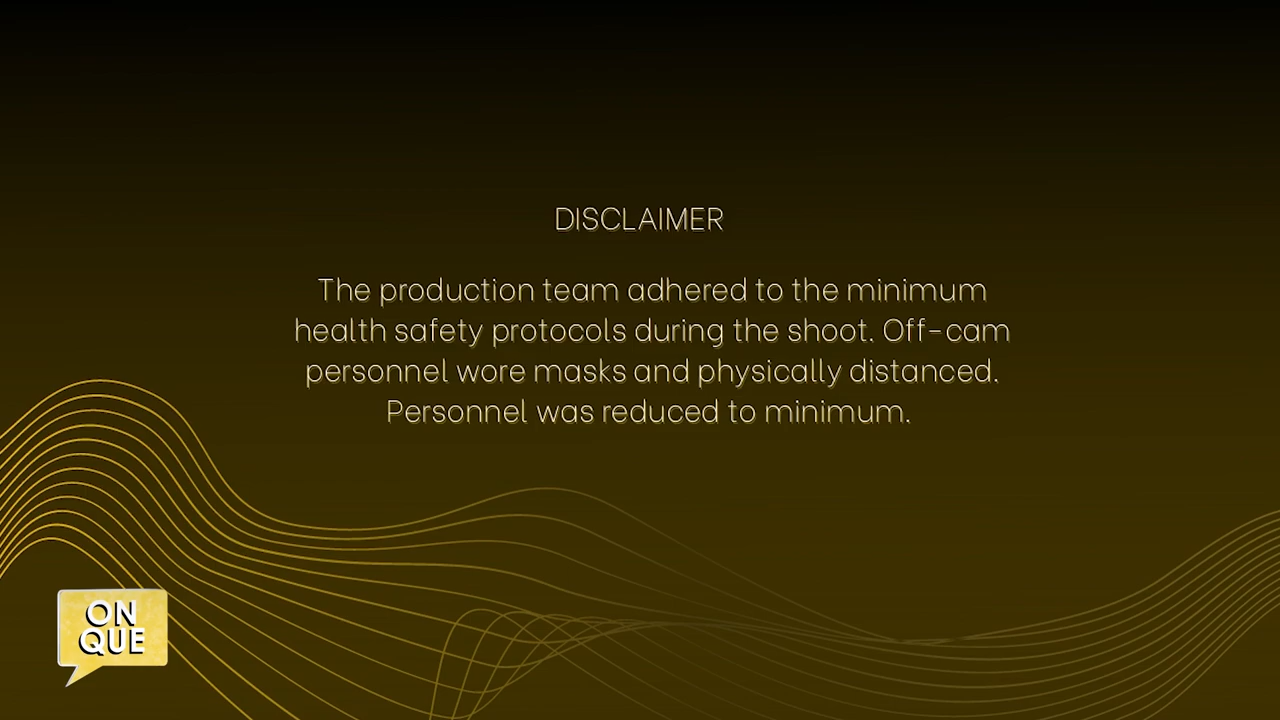 DISCLAIMER
The production team adhered to the minimum
health safety protocols during the shoot. Off-cam
personnel wore masks and physically distanced.
Personnel was reduced to minimum.
ON
QUE